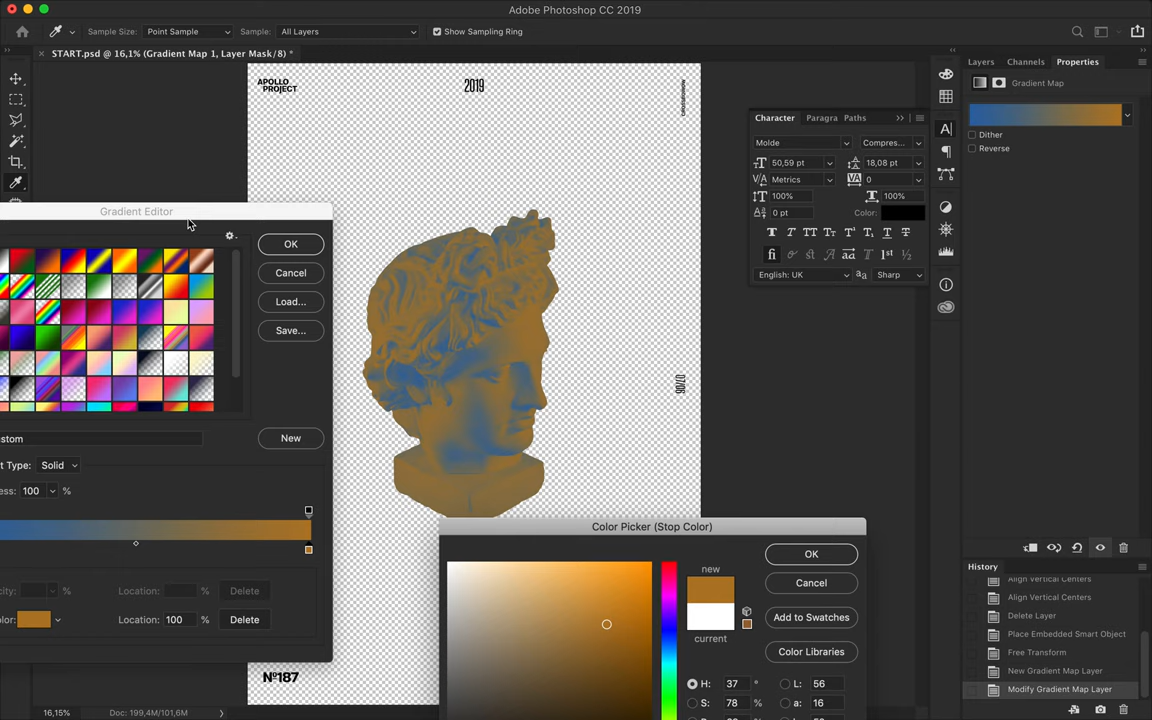 Adobe Photoshop CC 2019
Sample Size: Point Sample Sample: All Layers Show Sampling Ring
START.psd @ 16,1% (Gradient Map 1, Layer Mask/8) *
APOLLO
PROJECT
2019
Layers Channels Properties
Gradient Map
Dither
Reverse
Character Paragra Paths
Molde Compres...
50,59 pt 18,08 pt
Metrics 0
100% 100%
0 pt Color:
English: UK Sharp
07/08
Gradient Editor
OK
Cancel
Load...
Save...
stom
New
t Type: Solid
ess: 100 %
city: Location: % Delete
olor: Location: 100 % Delete
Color Picker (Stop Color)
new
current
OK
Cancel
Add to Swatches
Color Libraries
H: 37 °
S: 78
L: 56
a: 16
History
Align Vertical Centers
Align Vertical Centers
Delete Layer
Place Embedded Smart Object
Free Transform
New Gradient Map Layer
Modify Gradient Map Layer
Nº187
16,15% Doc: 199,4M/101,6M